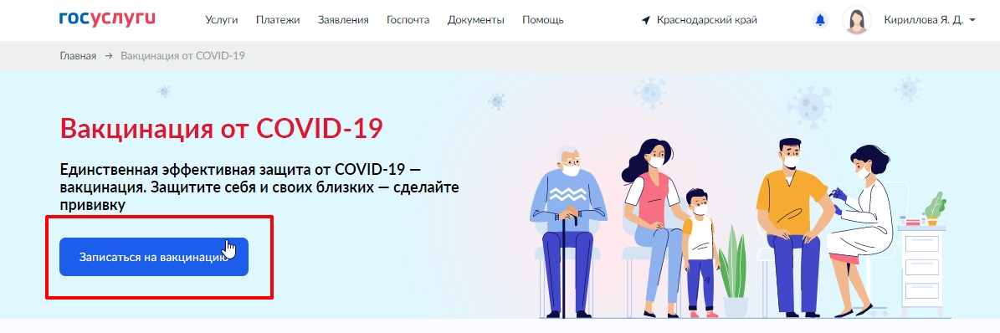 госуслуги Услуги Платежи Заявления Госпочта Документы Помощь Краснодарский край Кириллова Я. Д.
Главная → Вакцинация от COVID-19
Вакцинация от COVID-19
Единственная эффективная защита от COVID-19 —
вакцинация. Защитите себя и своих близких — сделайте
прививку
Записаться на вакцинацию